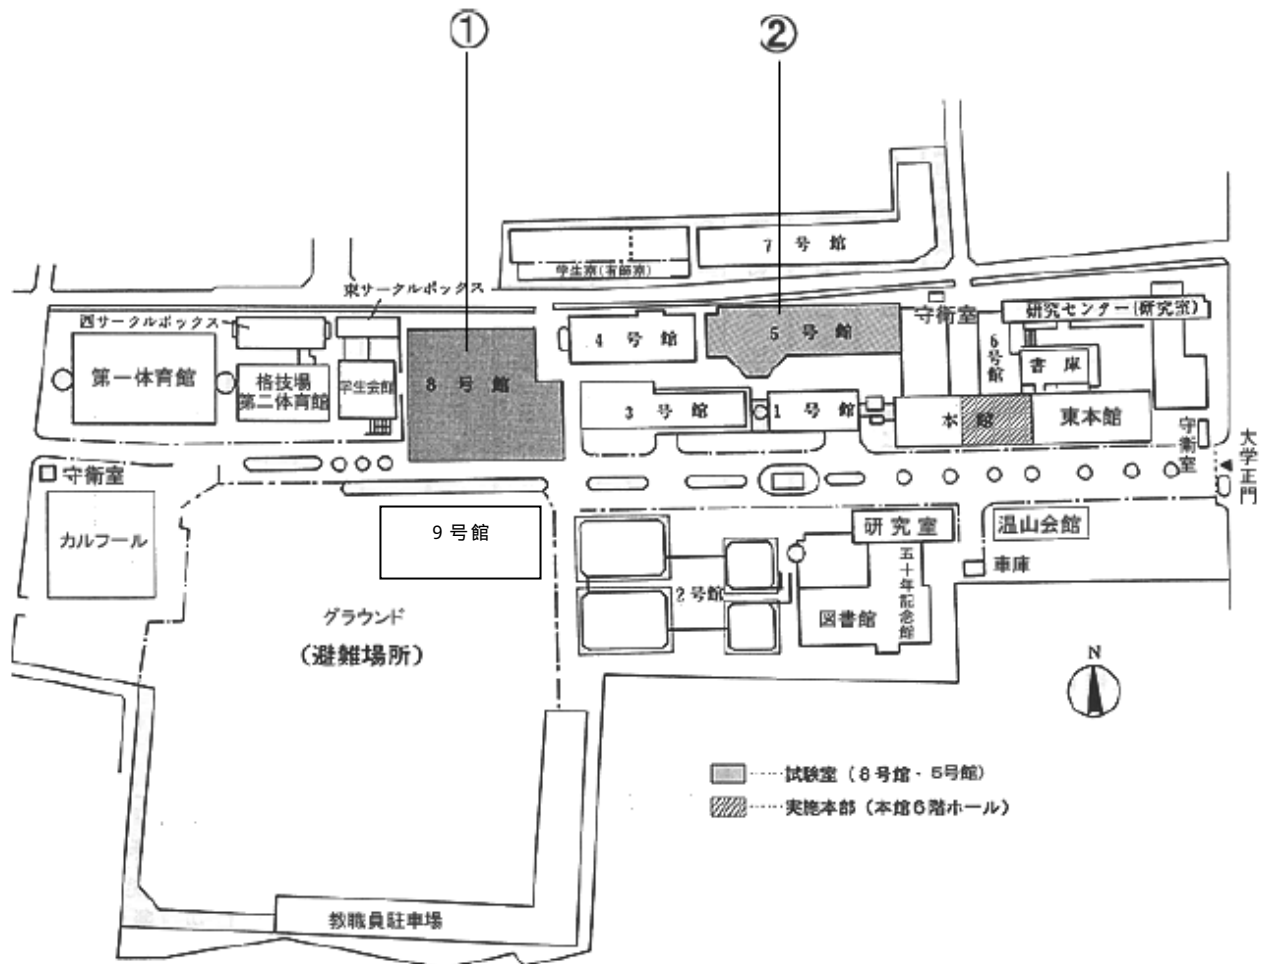 ①
②
7 号 館
学生寮(有師寮)
東サークルボックス
西サークルボックス
守衛室
研究センター(研究室)
4 号 館
5 号 館
6号館
書 庫
第一体育館
格技場
第二体育館
学生会館
8 号 館
3 号 館
1 号 館
本 館
東本館
守衛室
大学正門
守衛室
カルフール
9 号 館
研究室
温山会館
車庫
2号館
図書館
五十年記念館
グラウンド
(避難場所)
N
試験室(8号館・5号館)
実施本部(本館6階ホール)
教職員駐車場